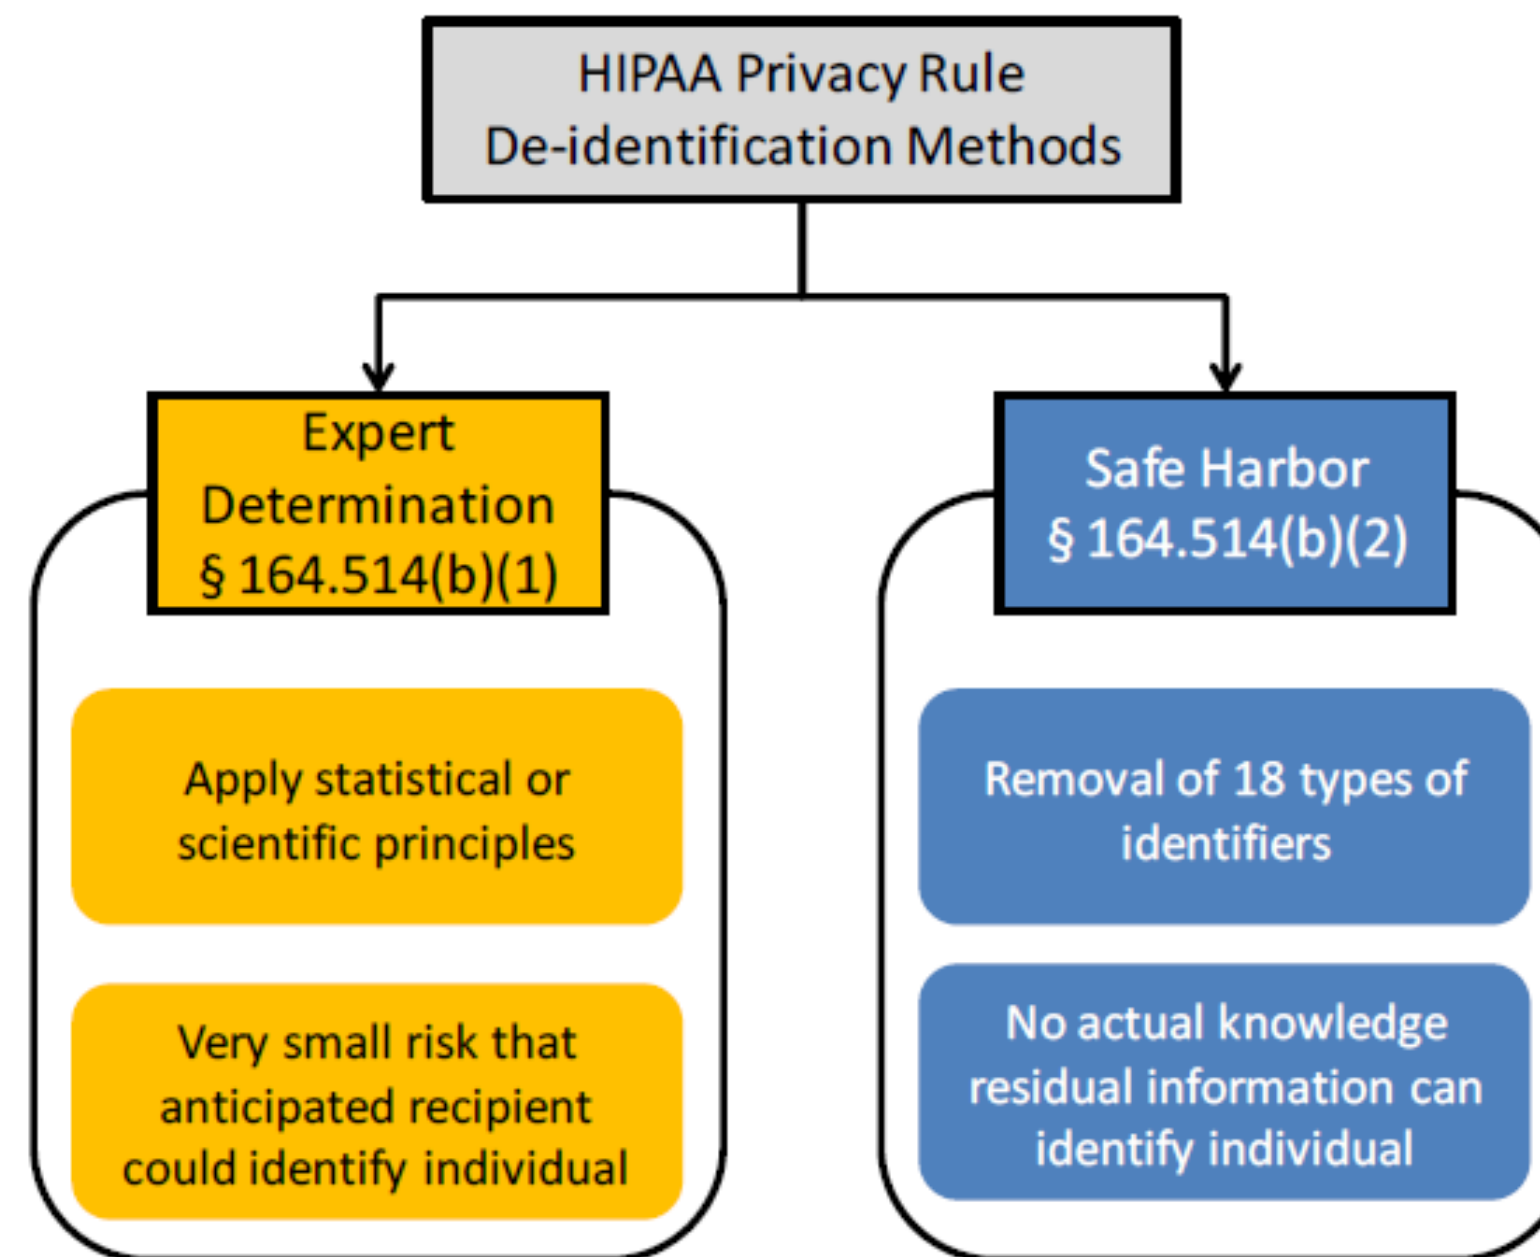 HIPAA Privacy Rule
De-identification Methods
Expert
Determination
§ 164.514(b)(1)
Apply statistical or
scientific principles
Very small risk that
anticipated recipient
could identify individual
Safe Harbor
§ 164.514(b)(2)
Removal of 18 types of
identifiers
No actual knowledge
residual information can
identify individual